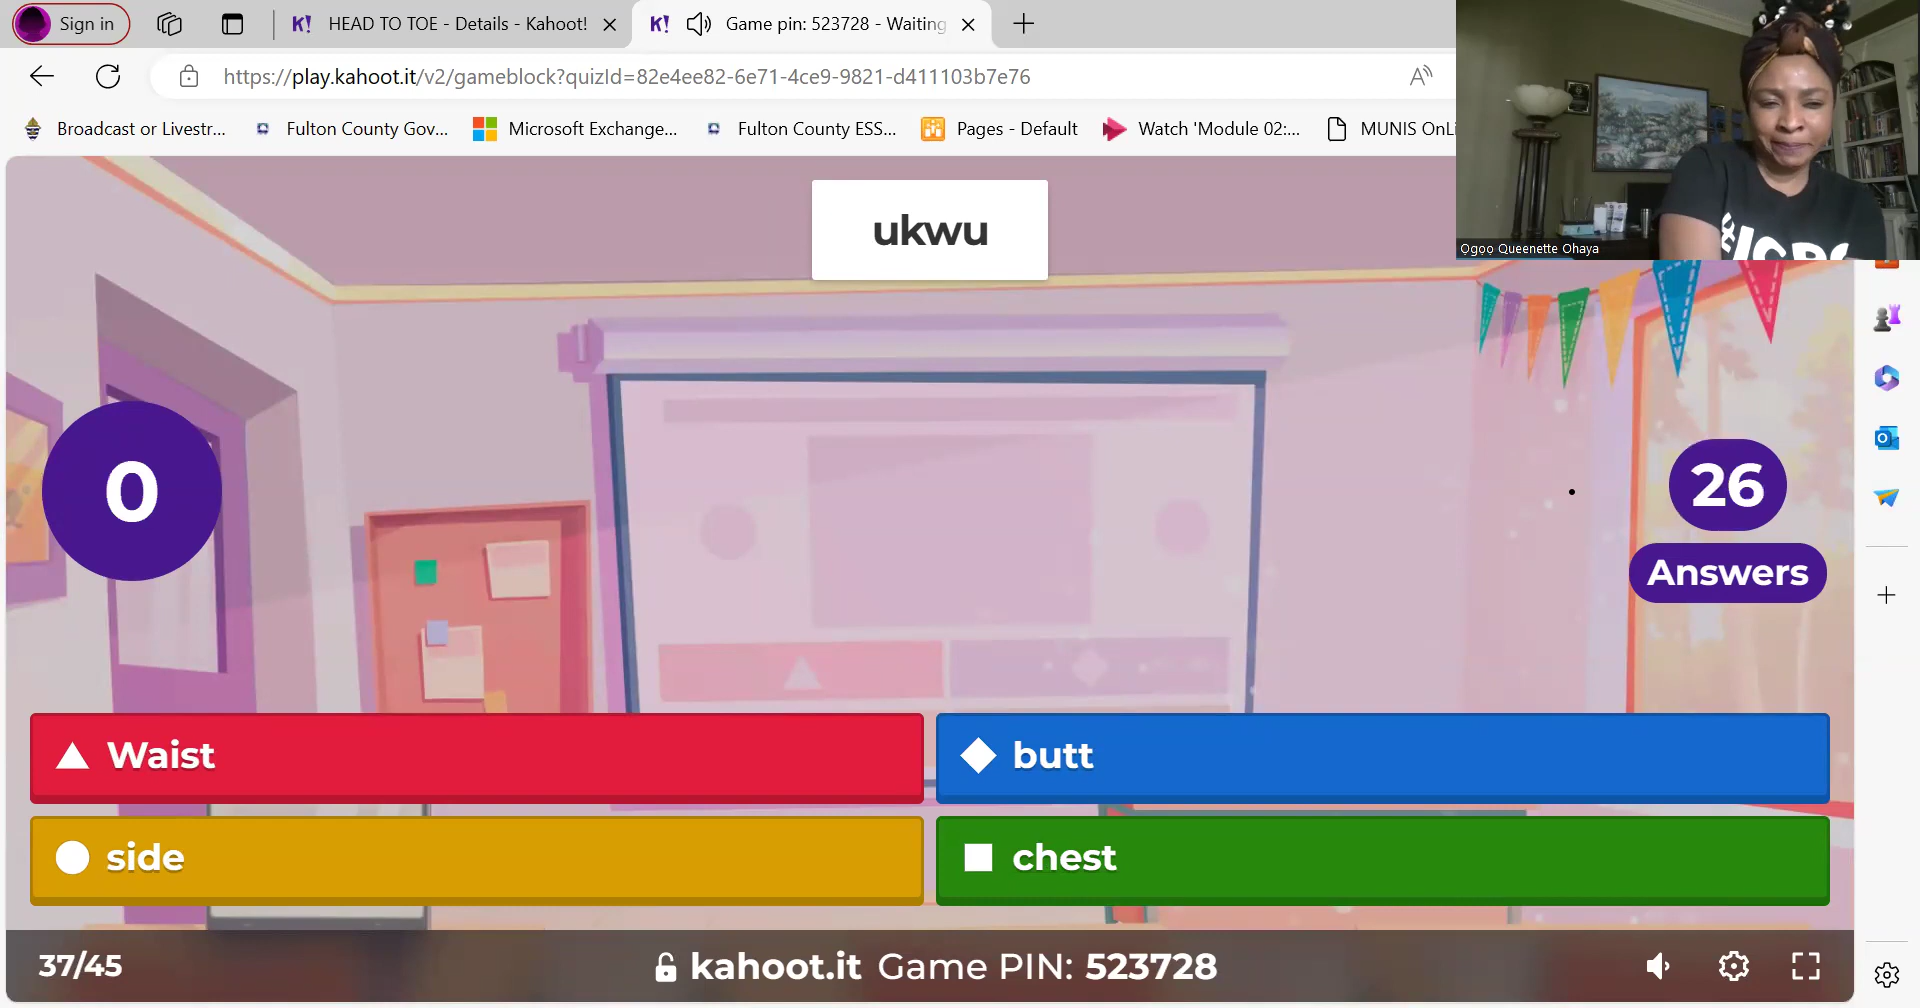 Sign in
HEAD TO TOE - Details - Kahoot!
Game pin: 523728 - Waiting
https://play.kahoot.it/v2/gameblock?quizId=82e4ee82-6e71-4ce9-9821-d411103b7e76
Broadcast or Livestr...
Fulton County Gov...
Microsoft Exchange...
Fulton County ESS...
Pages - Default
Watch 'Module 02:...
MUNIS OnLi
Ọgọọ Queenette Ohaya
ukwu
0
26
Answers
Waist
butt
side
chest
37/45
kahoot.it Game PIN: 523728